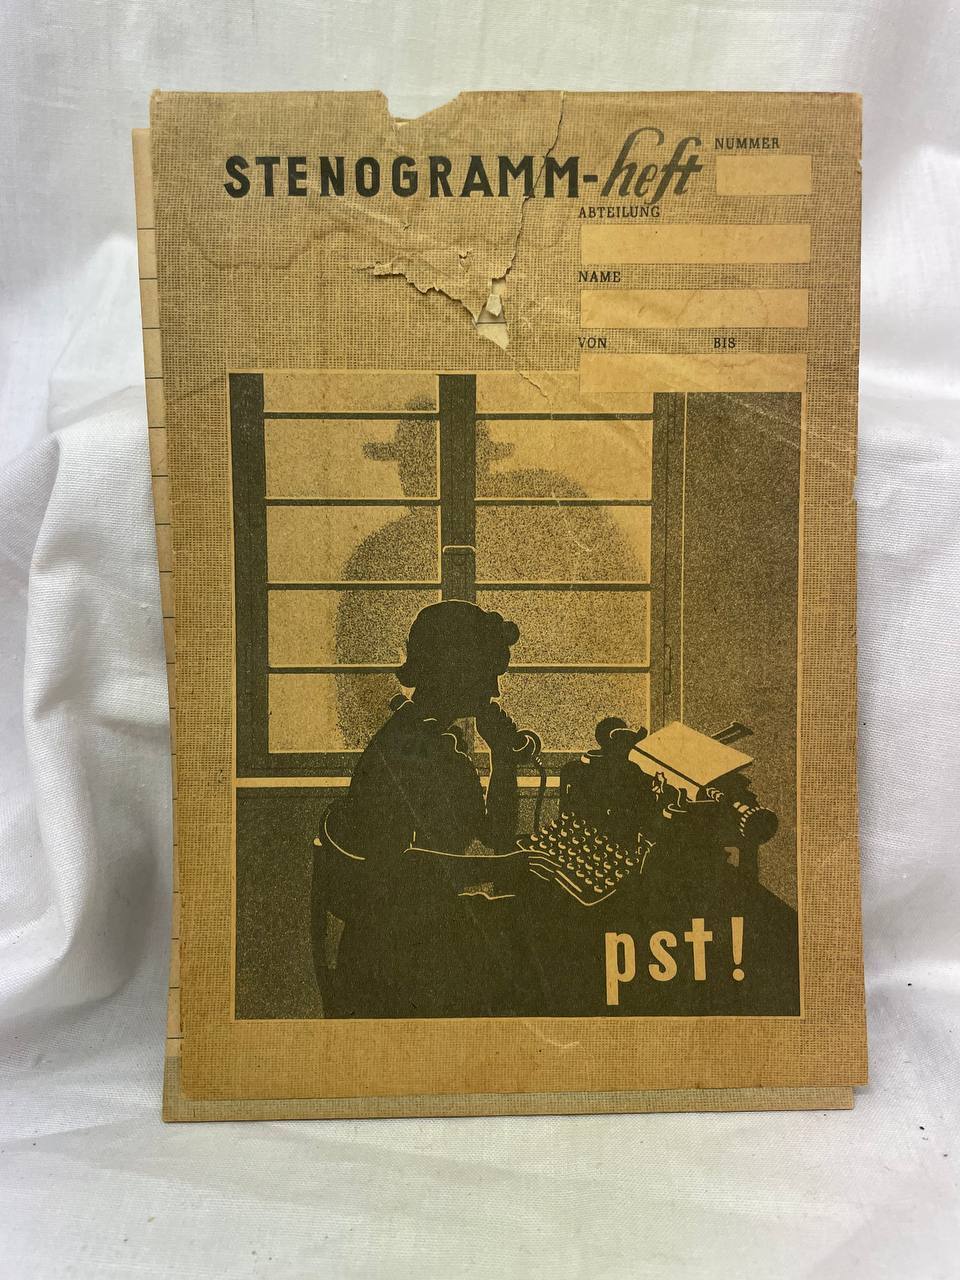 STENOGRAMM-heft
NUMMER
ABTEILUNG
NAME
VON BIS
pst!